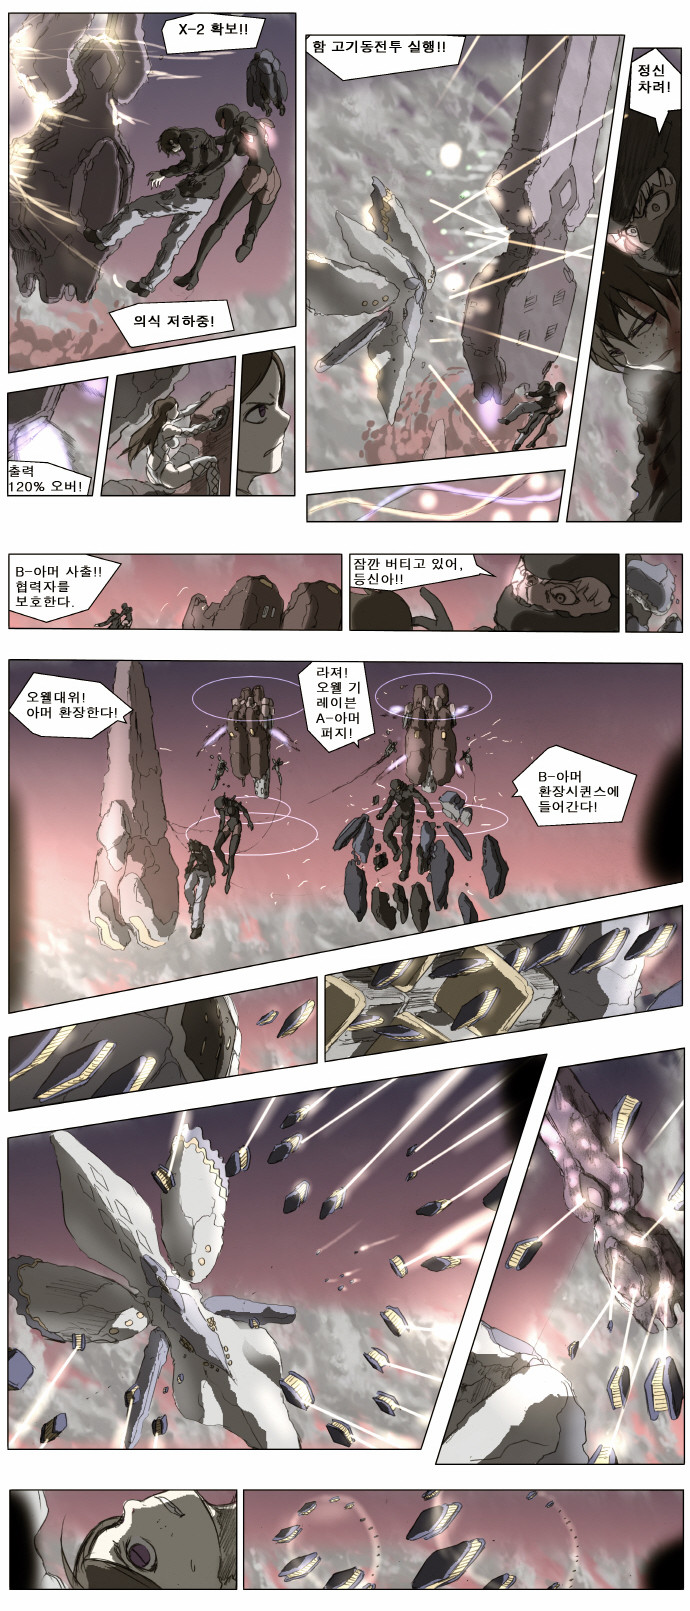 X-2 확보!!
의식 저하중!
함 고기동전투 실행!!
정신
차려!
출력
120% 오버!
B-아머 사출!!
협력자를
보호한다.
잠깐 버티고 있어,
등신아!!
오웰대위!
아머 환장한다!
라져!
오웰 기
레이븐
A-아머
퍼지!
B-아머
환장시퀀스에
들어간다!